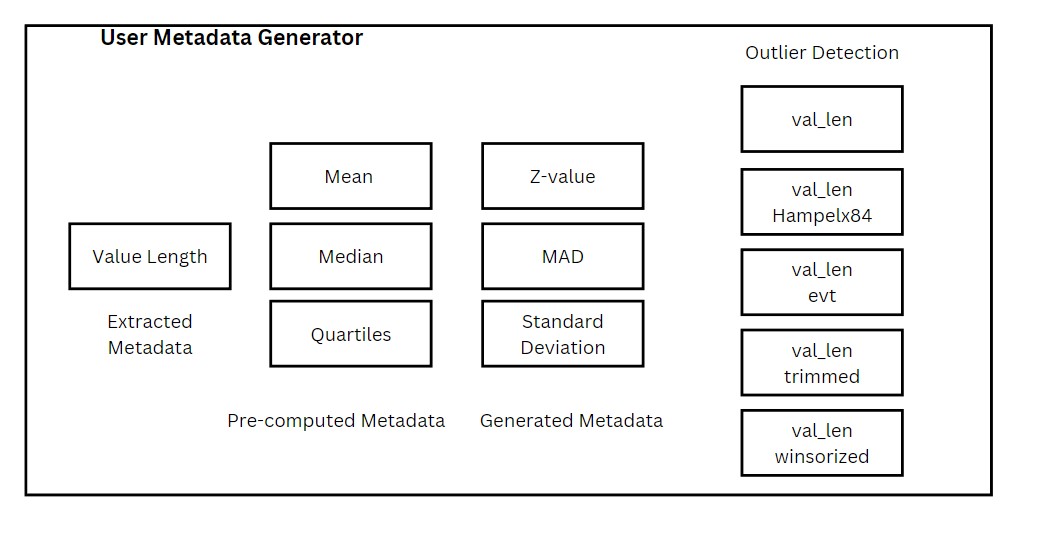 User Metadata Generator
Outlier Detection
val_len
Mean
Z-value
val_len
Hampelx84
Value Length
Median
MAD
val_len
evt
Extracted
Metadata
Quartiles
Standard
Deviation
val_len
trimmed
Pre-computed Metadata
Generated Metadata
val_len
winsorized